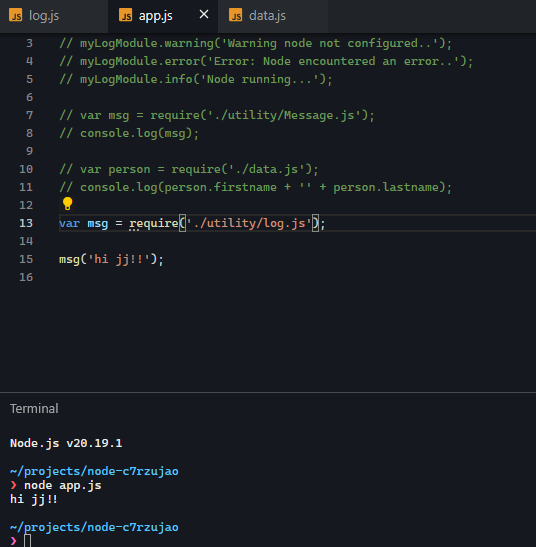 JS log.js JS app.js × JS data.js
3 // myLogModule.warning('Warning node not configured..');
4 // myLogModule.error('Error: Node encountered an error..');
5 // myLogModule.info('Node running...');
6
7 // var msg = require('./utility/Message.js');
8 // console.log(msg);
9
10 // var person = require('./data.js');
11 // console.log(person.firstname + '' + person.lastname);
12
13 var msg = require('./utility/log.js');
14
15 msg('hi jj!!');
16
Terminal
Node.js v20.19.1
~/projects/node-c7rzujao
❯ node app.js
hi jj!!
~/projects/node-c7rzujao
❯